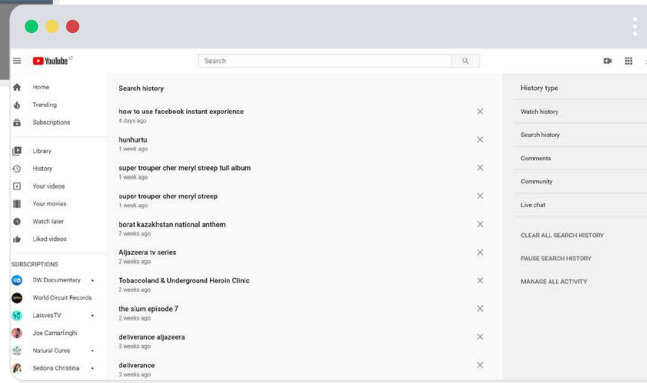 YouTube LT
Search
Home
Trending
Subscriptions
Library
History
Your videos
Your movies
Watch later
Liked videos
SUBSCRIPTIONS
DW Documentary
World Circuit Records
LaisvesTV
Joe Camarlinghi
Natural Cures
Sedona Christina
Search history
how to use facebook instant experience
4 days ago
hunhurtu
1 week ago
super trouper cher meryl streep full album
1 week ago
super trouper cher meryl streep
1 week ago
borat kazakhstan national anthem
2 weeks ago
Aljazeera tv series
2 weeks ago
Tobaccoland & Underground Heroin Clinic
2 weeks ago
the slum episode 7
2 weeks ago
deliverance aljazeera
3 weeks ago
deliverance
3 weeks ago
History type
Watch history
Search history
Comments
Community
Live chat
CLEAR ALL SEARCH HISTORY
PAUSE SEARCH HISTORY
MANAGE ALL ACTIVITY